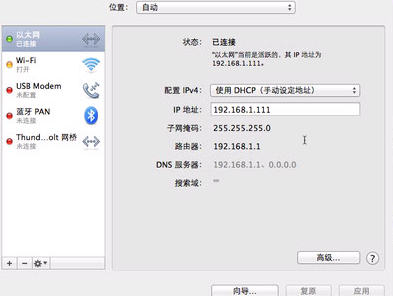 位置： 自动
以太网
已连接
Wi-Fi
打开
USB Modem
未配置
蓝牙 PAN
未连接
Thund...olt 网桥
未连接
状态： 已连接
“以太网”当前是活跃的，其 IP 地址为
192.168.1.111。
配置 IPv4： 使用 DHCP（手动设定地址）
IP 地址： 192.168.1.111
子网掩码： 255.255.255.0
路由器： 192.168.1.1
DNS 服务器： 192.168.1.1、0.0.0.0
搜索域：
高级...
?
向导...
复原
应用